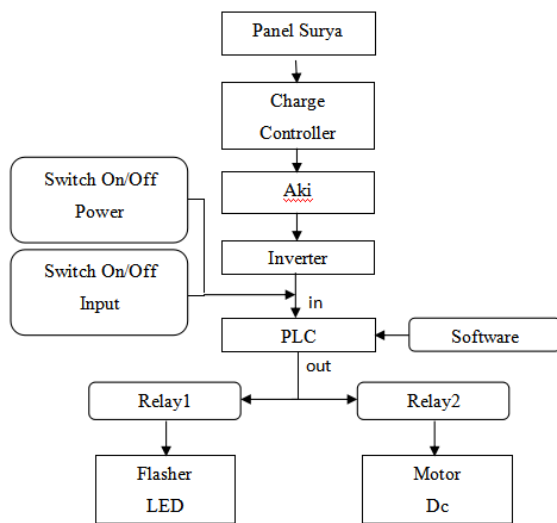 Panel Surya
Charge
Controller
Switch On/Off
Power
Aki
Inverter
Switch On/Off
Input
in
PLC
Software
out
Relay1
Relay2
Flasher
LED
Motor
Dc